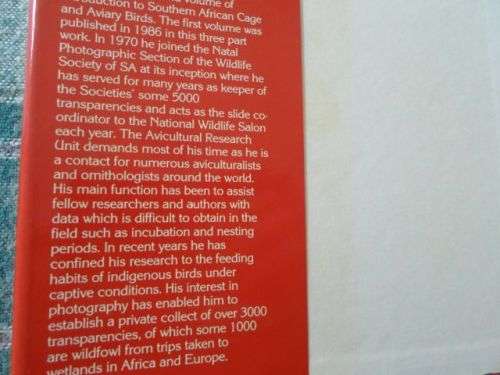 volume of
roduction to Southern African Cage
and Aviary Birds. The first volume was
published in 1986 in this three part
work. In 1970 he joined the Natal
Photographic Section of the Wildlife
Society of SA at its inception where he
has served for many years as keeper of
the Societies' some 5000
transparencies and acts as the slide co-
ordinator to the National Wildlife Salon
each year. The Avicultural Research
Unit demands most of his time as he is
a contact for numerous aviculturalists
and ornithologists around the world.
His main function has been to assist
fellow researchers and authors with
data which is difficult to obtain in the
field such as incubation and nesting
periods. In recent years he has
confined his research to the feeding
habits of indigenous birds under
captive conditions. His interest in
photography has enabled him to
establish a private collect of over 3000
transparencies, of which some 1000
are wildfowl from trips taken to
wetlands in Africa and Europe.